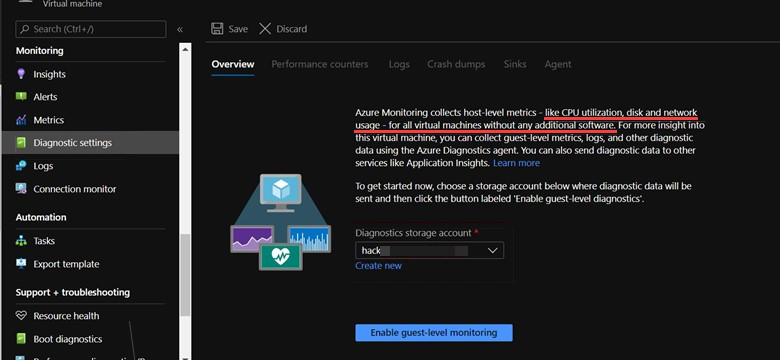 Virtual machine
Search (Ctrl+/)
«
Save
Discard
Monitoring
Insights
Alerts
Metrics
Diagnostic settings
Logs
Connection monitor
Automation
Tasks
Export template
Support + troubleshooting
Resource health
Boot diagnostics
Overview
Performance counters
Logs
Crash dumps
Sinks
Agent
Azure Monitoring collects host-level metrics - like CPU utilization, disk and network
usage - for all virtual machines without any additional software. For more insight into
this virtual machine, you can collect guest-level metrics, logs, and other diagnostic
data using the Azure Diagnostics agent. You can also send diagnostic data to other
services like Application Insights. Learn more
To get started now, choose a storage account below where diagnostic data will be
sent and then click the button labeled 'Enable guest-level diagnostics'.
Diagnostics storage account *
hack
Create new
Enable guest-level monitoring